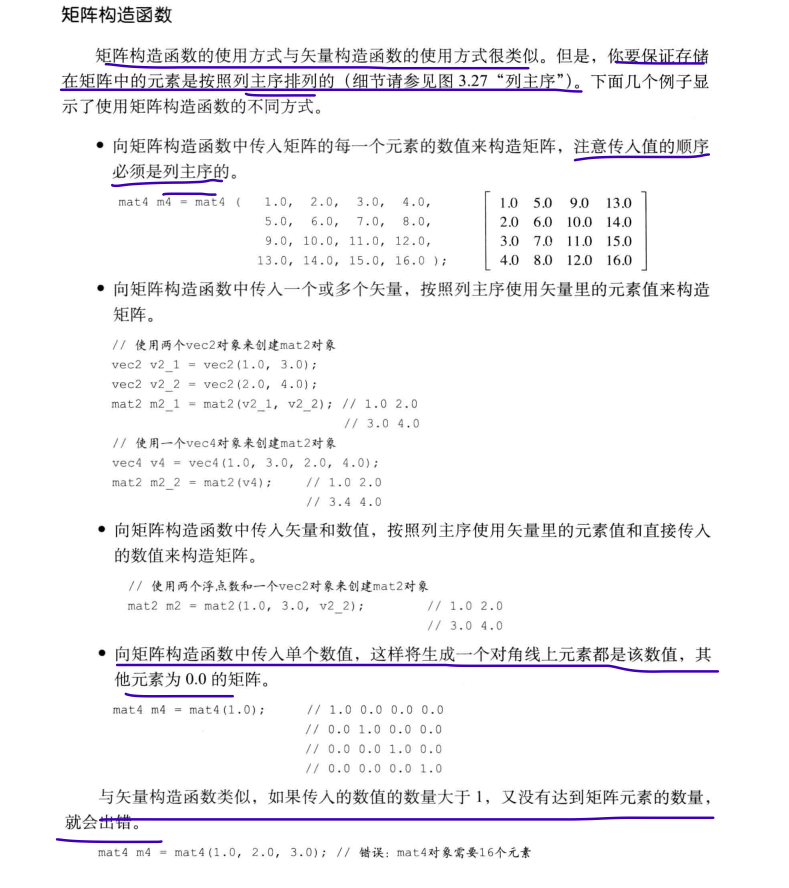 矩阵构造函数
矩阵构造函数的使用方式与矢量构造函数的使用方式很类似。但是，你要保证存储
在矩阵中的元素是按照列主序排列的（细节请参见图 3.27“列主序”）。下面几个例子显
示了使用矩阵构造函数的不同方式。
• 向矩阵构造函数中传入矩阵的每一个元素的数值来构造矩阵，注意传入值的顺序
必须是列主序的。
mat4 m4 = mat4 ( 1.0, 2.0, 3.0, 4.0, 1.0 5.0 9.0 13.0
5.0, 6.0, 7.0, 8.0, 2.0 6.0 10.0 14.0
9.0, 10.0, 11.0, 12.0, 3.0 7.0 11.0 15.0
13.0, 14.0, 15.0, 16.0 ); 4.0 8.0 12.0 16.0
• 向矩阵构造函数中传入一个或多个矢量，按照列主序使用矢量里的元素值来构造
矩阵。
// 使用两个vec2对象来创建mat2对象
vec2 v2_1 = vec2(1.0, 3.0);
vec2 v2_2 = vec2(2.0, 4.0);
mat2 m2_1 = mat2(v2_1, v2_2); // 1.0 2.0
// 3.0 4.0
// 使用一个vec4对象来创建mat2对象
vec4 v4 = vec4(1.0, 3.0, 2.0, 4.0);
mat2 m2_2 = mat2(v4); // 1.0 2.0
// 3.4 4.0
• 向矩阵构造函数中传入矢量和数值，按照列主序使用矢量里的元素值和直接传入
的数值来构造矩阵。
// 使用两个浮点数和一个vec2对象来创建mat2对象
mat2 m2 = mat2(1.0, 3.0, v2_2); // 1.0 2.0
// 3.0 4.0
• 向矩阵构造函数中传入单个数值，这样将生成一个对角线上元素都是该数值，其
他元素为 0.0 的矩阵。
mat4 m4 = mat4(1.0); // 1.0 0.0 0.0 0.0
// 0.0 1.0 0.0 0.0
// 0.0 0.0 1.0 0.0
// 0.0 0.0 0.0 1.0
与矢量构造函数类似，如果传入的数值的数量大于 1，又没有达到矩阵元素的数量，
就会出错。
mat4 m4 = mat4(1.0, 2.0, 3.0); // 错误：mat4对象需要16个元素